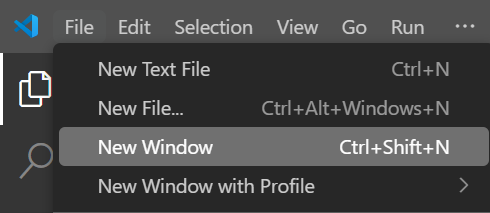 File Edit Selection View Go Run ···
New Text File Ctrl+N
New File... Ctrl+Alt+Windows+N
New Window Ctrl+Shift+N
New Window with Profile